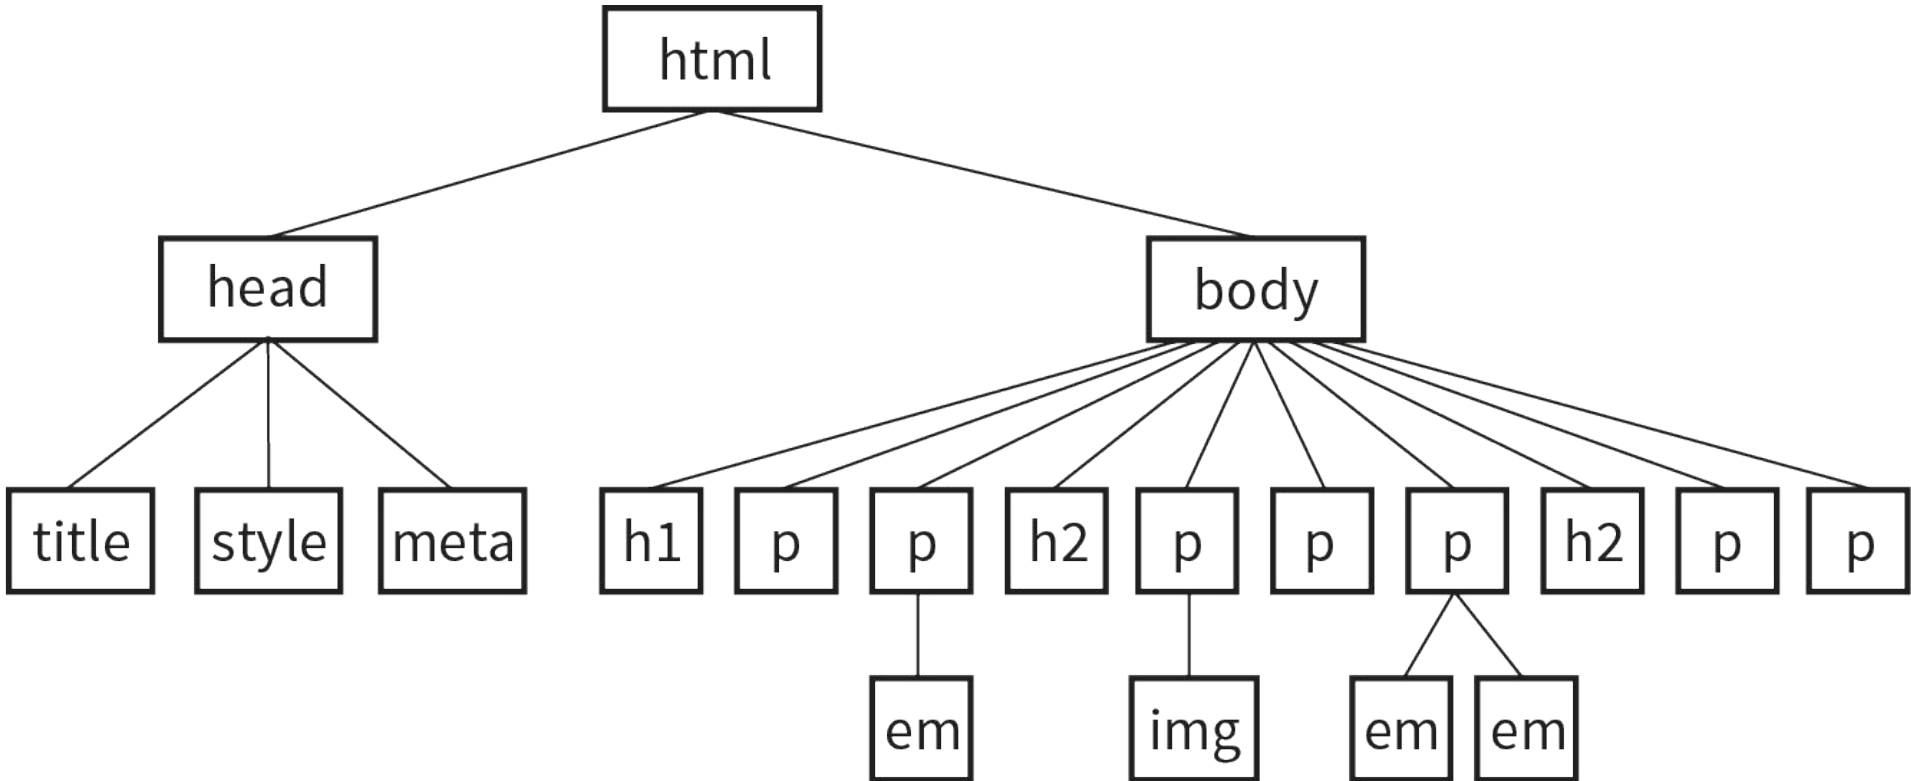 html
head body
title style meta h1 p p h2 p p p h2 p p
em img em em